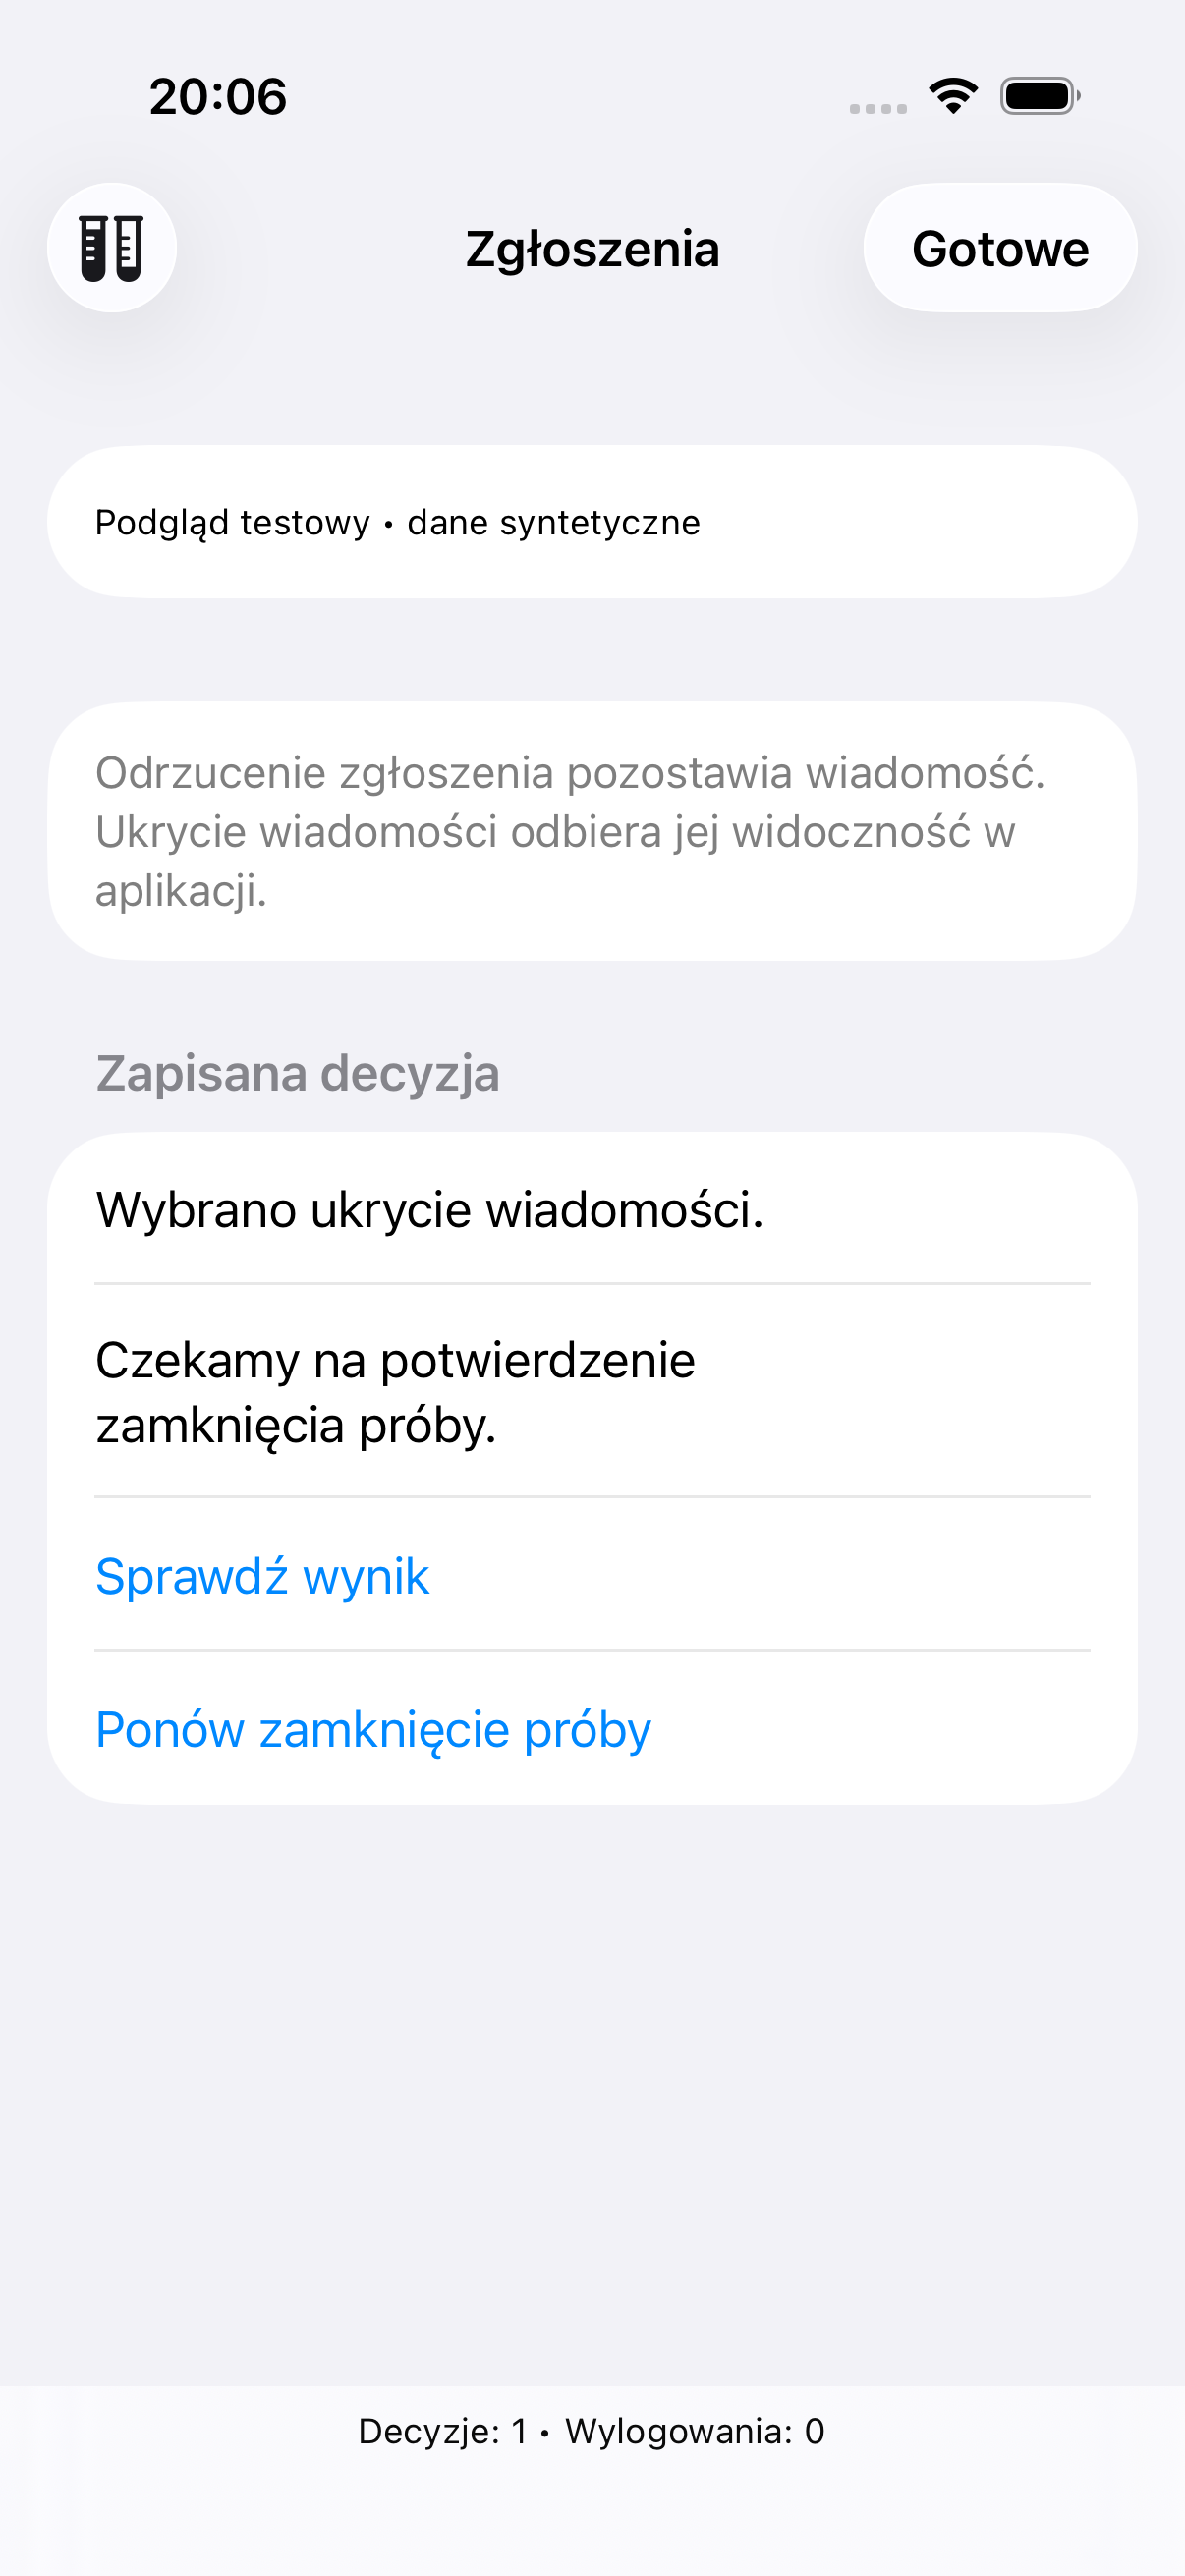 20:06
Zgłoszenia
Gotowe
Podgląd testowy • dane syntetyczne
Odrzucenie zgłoszenia pozostawia wiadomość.
Ukrycie wiadomości odbiera jej widoczność w
aplikacji.
Zapisana decyzja
Wybrano ukrycie wiadomości.
Czekamy na potwierdzenie
zamknięcia próby.
Sprawdź wynik
Ponów zamknięcie próby
Decyzje: 1 • Wylogowania: 0